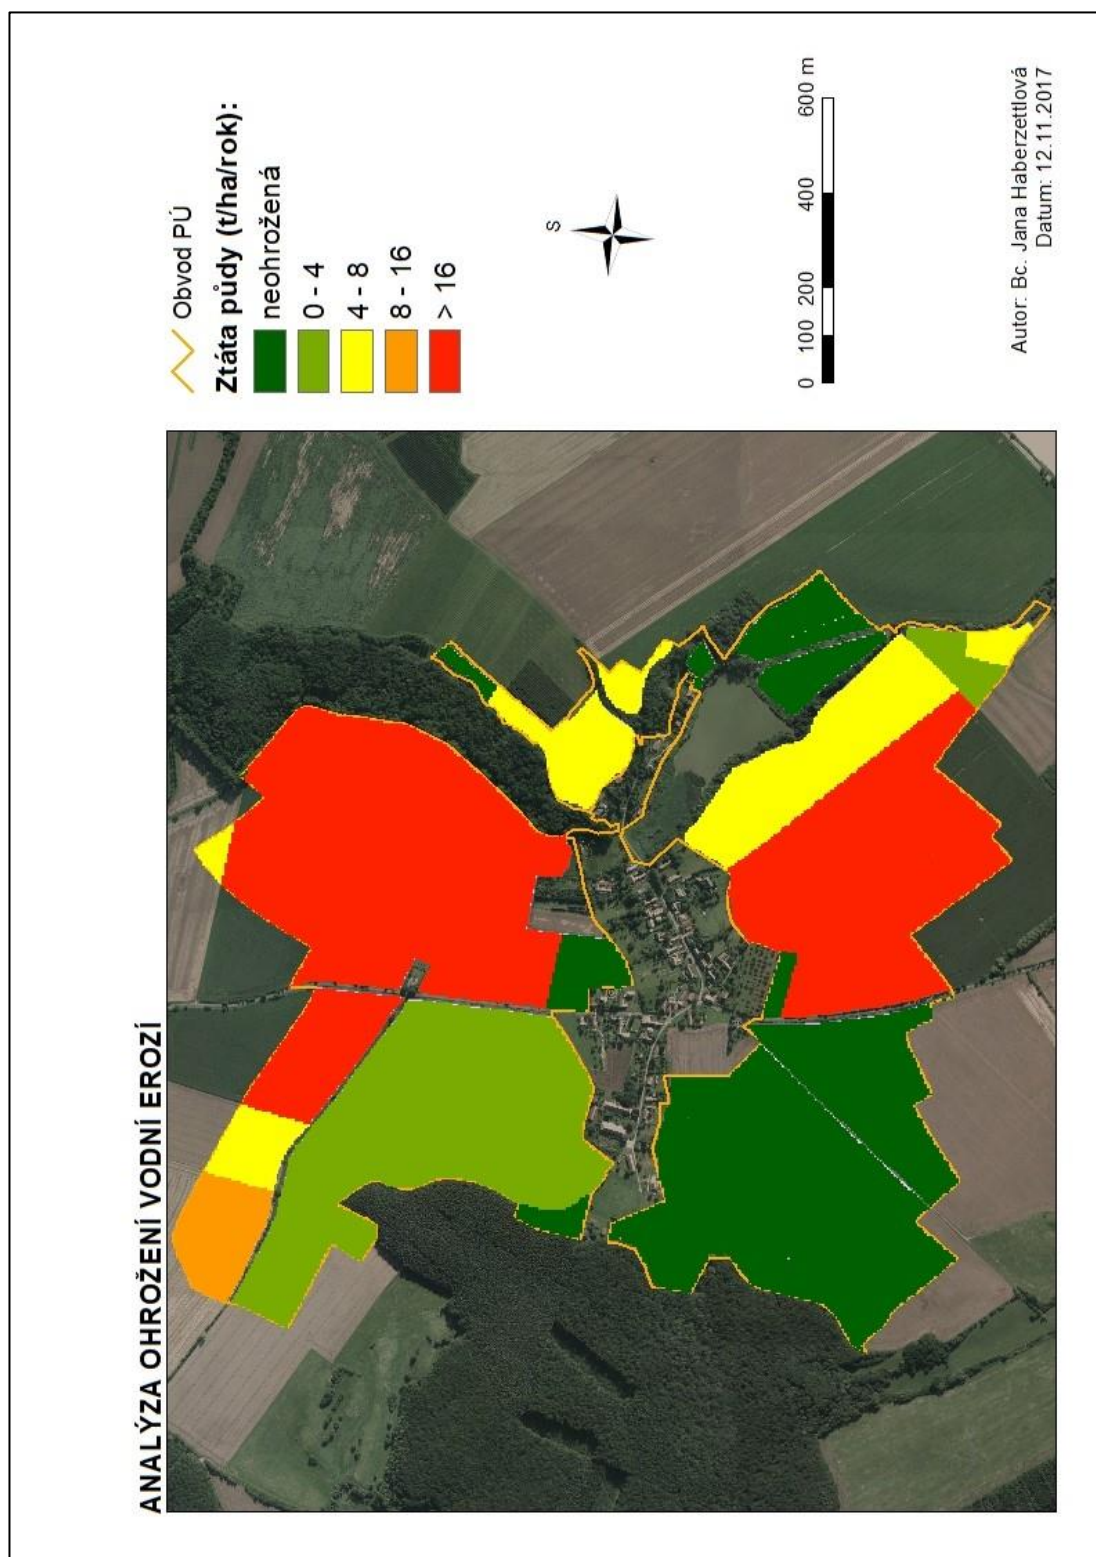 ANALÝZA OHROŽENÍ VODNÍ EROZÍ
Obvod PÚ
Ztáta půdy (t/ha/rok):
neohrožená
0 - 4
4 - 8
8 - 16
> 16
S
0 100 200 400 600 m
Autor: Bc. Jana Haberzettlová
Datum: 12.11.2017